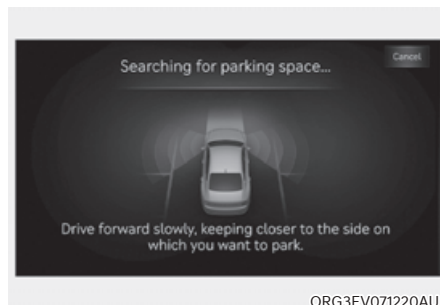 Cancel
Searching for parking space...
Drive forward slowly, keeping closer to the side on
which you want to park.
ORG3EV071220AU